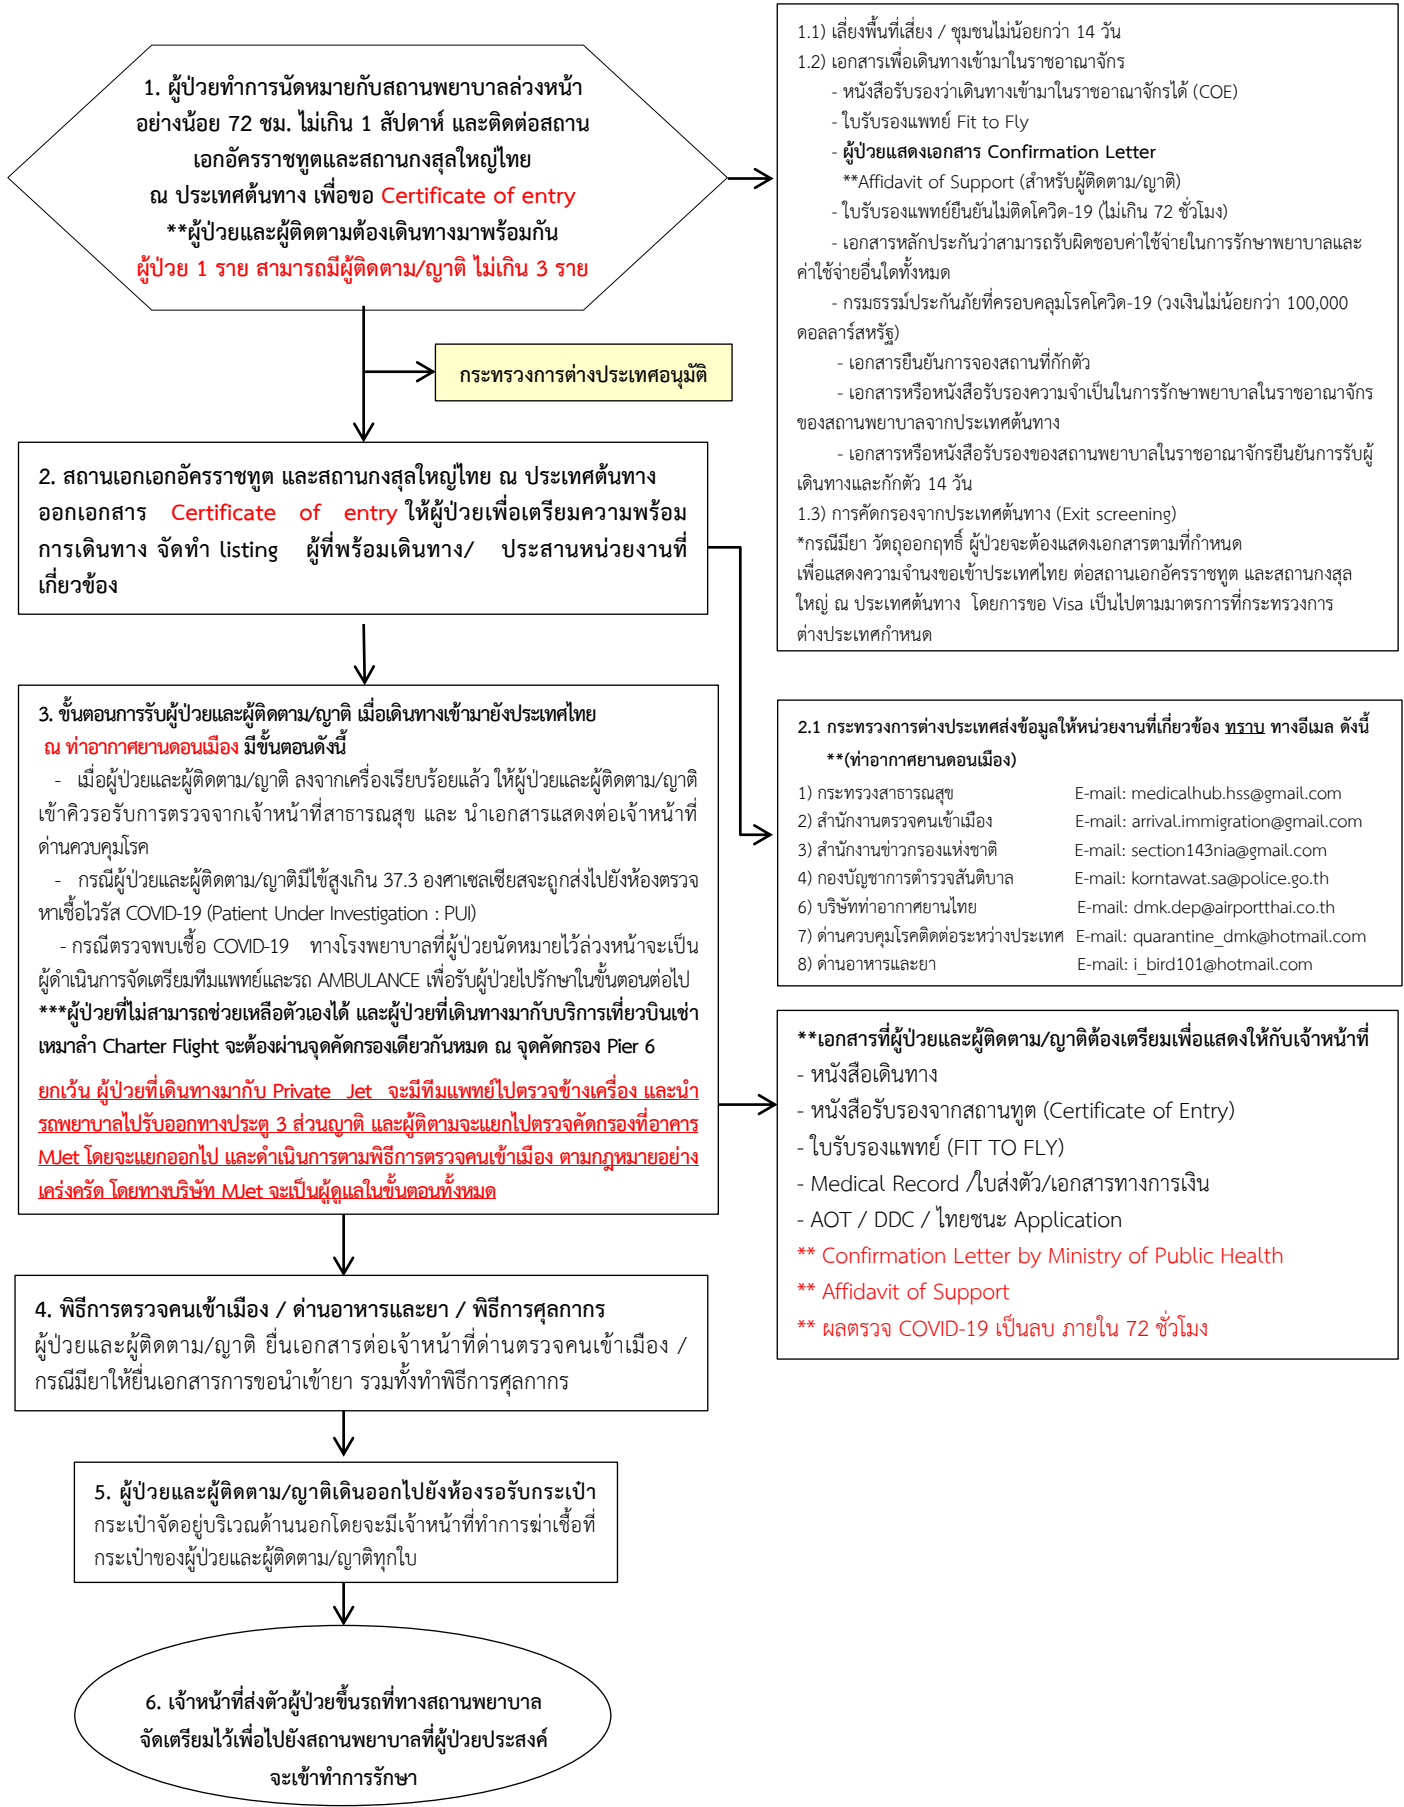 1. ผู้ป่วยทำการนัดหมายกับสถานพยาบาลล่วงหน้า
อย่างน้อย 72 ชม. ไม่เกิน 1 สัปดาห์ และติดต่อสถาน
เอกอัครราชทูตและสถานกงสุลใหญ่ไทย
ณ ประเทศต้นทาง เพื่อขอ Certificate of entry
**ผู้ป่วยและผู้ติดตามต้องเดินทางมาพร้อมกัน
ผู้ป่วย 1 ราย สามารถมีผู้ติดตาม/ญาติ ไม่เกิน 3 ราย
1.1) เลี่ยงพื้นที่เสี่ยง / ชุมชนไม่น้อยกว่า 14 วัน
1.2) เอกสารเพื่อเดินทางเข้ามาในราชอาณาจักร
- หนังสือรับรองว่าเดินทางเข้ามาในราชอาณาจักรได้ (COE)
- ใบรับรองแพทย์ Fit to Fly
- ผู้ป่วยแสดงเอกสาร Confirmation Letter
**Affidavit of Support (สำหรับผู้ติดตาม/ญาติ)
- ใบรับรองแพทย์ยืนยันไม่ติดโควิด-19 (ไม่เกิน 72 ชั่วโมง)
- เอกสารหลักประกันว่าสามารถรับผิดชอบค่าใช้จ่ายในการรักษาพยาบาลและ
ค่าใช้จ่ายอื่นใดทั้งหมด
- กรมธรรม์ประกันภัยที่ครอบคลุมโรคโควิด-19 (วงเงินไม่น้อยกว่า 100,000
ดอลลาร์สหรัฐ)
- เอกสารยืนยันการจองสถานที่กักตัว
- เอกสารหรือหนังสือรับรองความจำเป็นในการรักษาพยาบาลในราชอาณาจักร
ของสถานพยาบาลจากประเทศต้นทาง
- เอกสารหรือหนังสือรับรองของสถานพยาบาลในราชอาณาจักรยืนยันการรับผู้
เดินทางและกักตัว 14 วัน
1.3) การคัดกรองจากประเทศต้นทาง (Exit screening)
*กรณีมียา วัตถุออกฤทธิ์ ผู้ป่วยจะต้องแสดงเอกสารตามที่กำหนด
เพื่อแสดงความจำนงขอเข้าประเทศไทย ต่อสถานเอกอัครราชทูต และสถานกงสุล
ใหญ่ ณ ประเทศต้นทาง โดยการขอ Visa เป็นไปตามมาตรการที่กระทรวงการ
ต่างประเทศกำหนด
กระทรวงการต่างประเทศอนุมัติ
2. สถานเอกเอกอัครราชทูต และสถานกงสุลใหญ่ไทย ณ ประเทศต้นทาง
ออกเอกสาร Certificate of entry ให้ผู้ป่วยเพื่อเตรียมความพร้อม
การเดินทาง จัดทำ listing ผู้ที่พร้อมเดินทาง/ ประสานหน่วยงานที่
เกี่ยวข้อง
2.1 กระทรวงการต่างประเทศส่งข้อมูลให้หน่วยงานที่เกี่ยวข้อง ทราบ ทางอีเมล ดังนี้
**(ท่าอากาศยานดอนเมือง)
1) กระทรวงสาธารณสุข E-mail: medicalhub.hss@gmail.com
2) สำนักงานตรวจคนเข้าเมือง E-mail: arrival.immigration@gmail.com
3) สำนักงานข่าวกรองแห่งชาติ E-mail: section143nia@gmail.com
4) กองบัญชาการตำรวจสันติบาล E-mail: korntawat.sa@police.go.th
6) บริษัทท่าอากาศยานไทย E-mail: dmk.dep@airportthai.co.th
7) ด่านควบคุมโรคติดต่อระหว่างประเทศ E-mail: quarantine_dmk@hotmail.com
8) ด่านอาหารและยา E-mail: i_bird101@hotmail.com
3. ขั้นตอนการรับผู้ป่วยและผู้ติดตาม/ญาติ เมื่อเดินทางเข้ามายังประเทศไทย
ณ ท่าอากาศยานดอนเมือง มีขั้นตอนดังนี้
- เมื่อผู้ป่วยและผู้ติดตาม/ญาติ ลงจากเครื่องเรียบร้อยแล้ว ให้ผู้ป่วยและผู้ติดตาม/ญาติ
เข้าคิวรอรับการตรวจจากเจ้าหน้าที่สาธารณสุข และ นำเอกสารแสดงต่อเจ้าหน้าที่
ด่านควบคุมโรค
- กรณีผู้ป่วยและผู้ติดตาม/ญาติมีไข้สูงเกิน 37.3 องศาเซลเซียสจะถูกส่งไปยังห้องตรวจ
หาเชื้อไวรัส COVID-19 (Patient Under Investigation : PUI)
- กรณีตรวจพบเชื้อ COVID-19 ทางโรงพยาบาลที่ผู้ป่วยนัดหมายไว้ล่วงหน้าจะเป็น
ผู้ดำเนินการจัดเตรียมทีมแพทย์และรถ AMBULANCE เพื่อรับผู้ป่วยไปรักษาในขั้นตอนต่อไป
***ผู้ป่วยที่ไม่สามารถช่วยเหลือตัวเองได้ และผู้ป่วยที่เดินทางมากับบริการเที่ยวบินเช่า
เหมาลำ Charter Flight จะต้องผ่านจุดคัดกรองเดียวกันหมด ณ จุดคัดกรอง Pier 6
ยกเว้น ผู้ป่วยที่เดินทางมากับ Private Jet จะมีทีมแพทย์ไปตรวจข้างเครื่อง และนำ
รถพยาบาลไปรับออกทางประตู 3 ส่วนญาติ และผู้ติตามจะแยกไปตรวจคัดกรองที่อาคาร
MJet โดยจะแยกออกไป และดำเนินการตามพิธีการตรวจคนเข้าเมือง ตามกฎหมายอย่าง
เคร่งครัด โดยทางบริษัท MJet จะเป็นผู้ดูแลในขั้นตอนทั้งหมด
**เอกสารที่ผู้ป่วยและผู้ติดตาม/ญาติต้องเตรียมเพื่อแสดงให้กับเจ้าหน้าที่
- หนังสือเดินทาง
- หนังสือรับรองจากสถานทูต (Certificate of Entry)
- ใบรับรองแพทย์ (FIT TO FLY)
- Medical Record /ใบส่งตัว/เอกสารทางการเงิน
- AOT / DDC / ไทยชนะ Application
** Confirmation Letter by Ministry of Public Health
** Affidavit of Support
** ผลตรวจ COVID-19 เป็นลบ ภายใน 72 ชั่วโมง
4. พิธีการตรวจคนเข้าเมือง / ด่านอาหารและยา / พิธีการศุลกากร
ผู้ป่วยและผู้ติดตาม/ญาติ ยื่นเอกสารต่อเจ้าหน้าที่ด่านตรวจคนเข้าเมือง /
กรณีมียาให้ยื่นเอกสารการขอนำเข้ายา รวมทั้งทำพิธีการศุลกากร
5. ผู้ป่วยและผู้ติดตาม/ญาติเดินออกไปยังห้องรอรับกระเป๋า
กระเป๋าจัดอยู่บริเวณด้านนอกโดยจะมีเจ้าหน้าที่ทำการฆ่าเชื้อที่
กระเป๋าของผู้ป่วยและผู้ติดตาม/ญาติทุกใบ
6. เจ้าหน้าที่ส่งตัวผู้ป่วยขึ้นรถที่ทางสถานพยาบาล
จัดเตรียมไว้เพื่อไปยังสถานพยาบาลที่ผู้ป่วยประสงค์
จะเข้าทำการรักษา